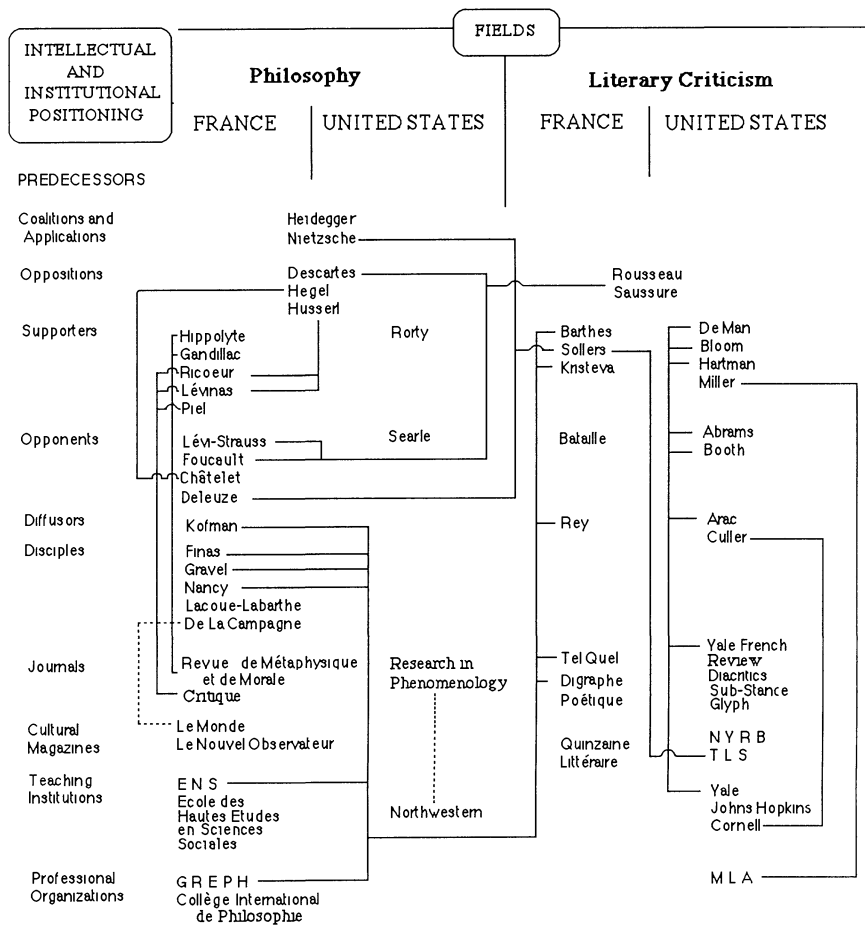 FIELDS
INTELLECTUAL
AND
INSTITUTIONAL
POSITIONING
Philosophy
Literary Criticism
FRANCE
UNITED STATES
FRANCE
UNITED STATES
PREDECESSORS
Coalitions and
Applications
Heidegger
Nietzsche
Oppositions
Descartes
Hegel
Husserl
Rousseau
Saussure
Supporters
Hippolyte
Gandillac
Ricoeur
Lévinas
Piel
Rorty
Barthes
Sollers
Kristeva
De Man
Bloom
Hartman
Miller
Opponents
Lévi-Strauss
Foucault
Châtelet
Deleuze
Searle
Bataille
Abrams
Booth
Diffusors
Kofman
Rey
Arac
Culler
Disciples
Finas
Gravel
Nancy
Lacoue-Labarthe
De La Campagne
Journals
Revue de Métaphysique
et de Morale
Critique
Research in
Phenomenology
Tel Quel
Digraphe
Poétique
Yale French
Review
Diacritics
Sub-Stance
Glyph
Cultural
Magazines
Le Monde
Le Nouvel Observateur
Quinzaine
Littéraire
NYRB
TLS
Teaching
Institutions
ENS
Ecole des
Hautes Etudes
en Sciences
Sociales
Northwestern
Yale
Johns Hopkins
Cornell
Professional
Organizations
GREPH
Collège International
de Philosophie
MLA